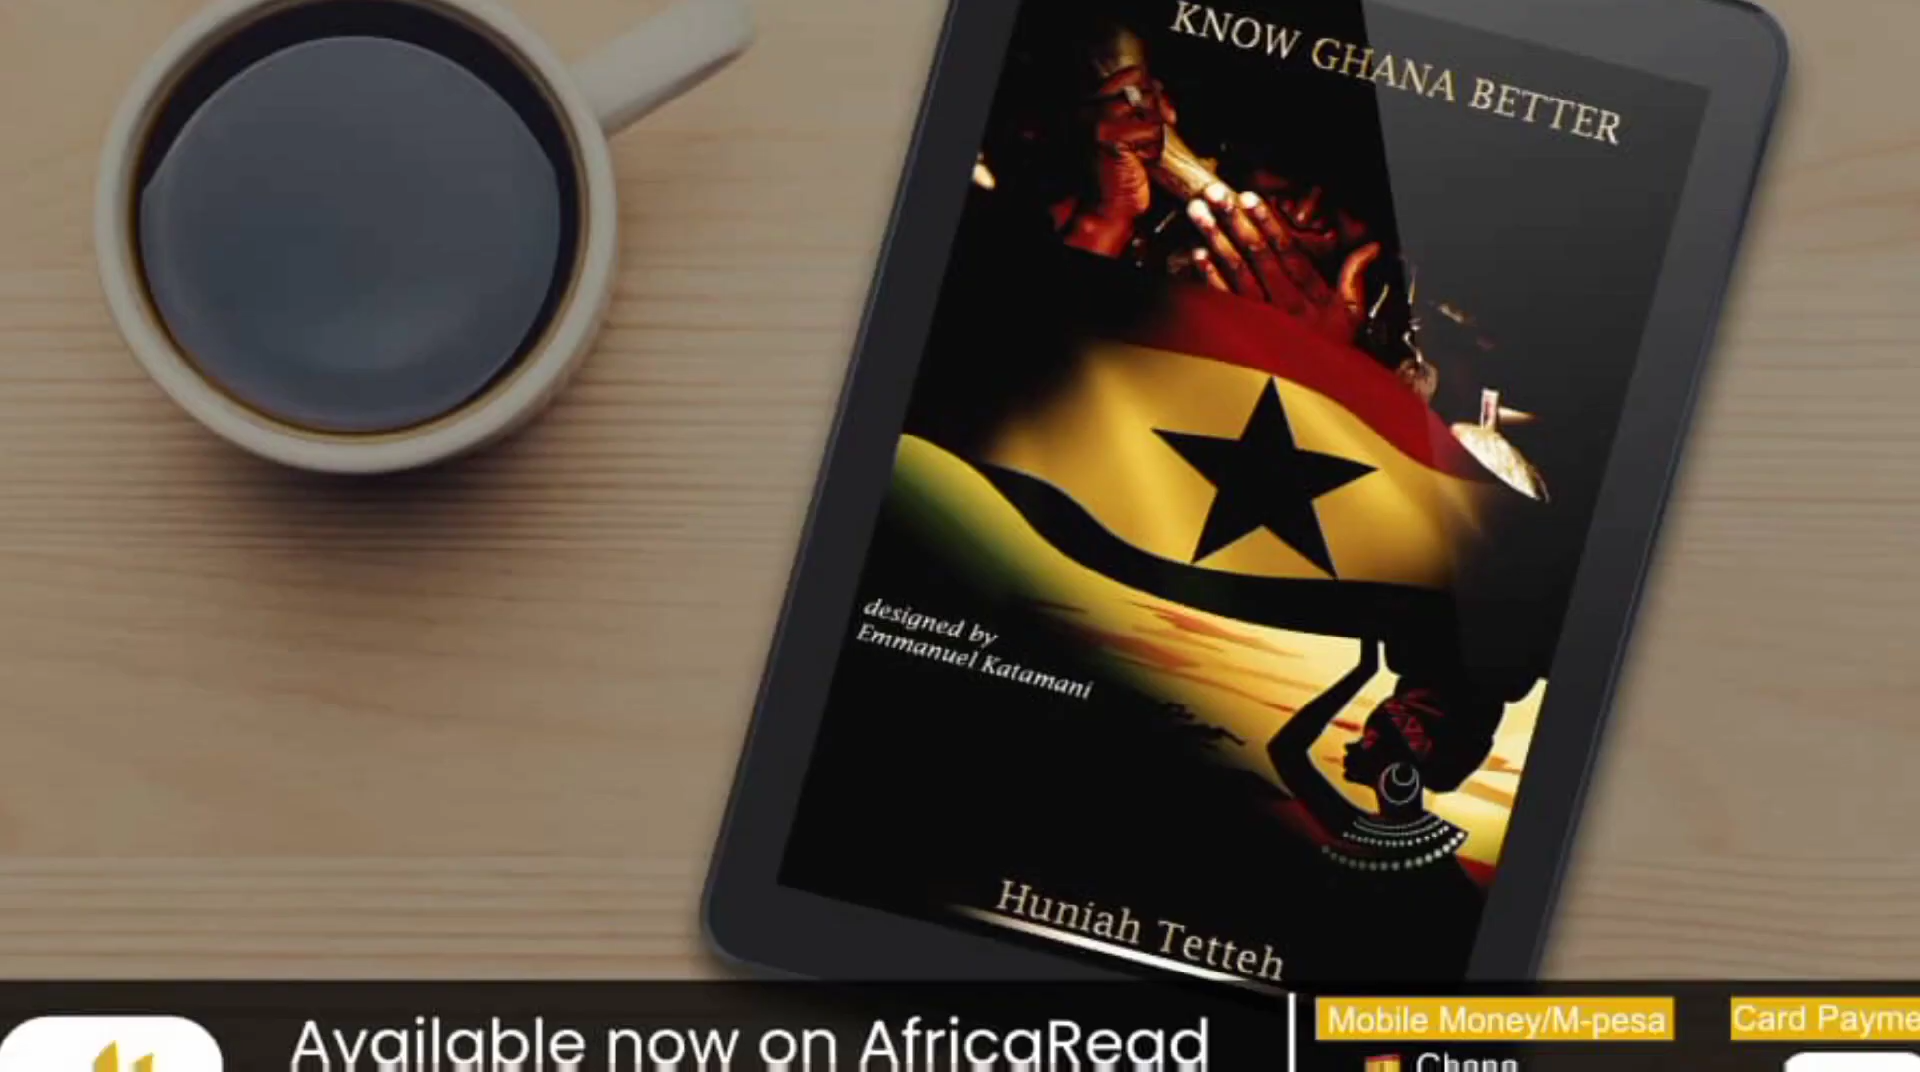 KNOW GHANA BETTER
designed by
Emmanuel Katamani
Huniah Tetteh
Available now on AfricaRead
Mobile Money/M-pesa
Card Payme